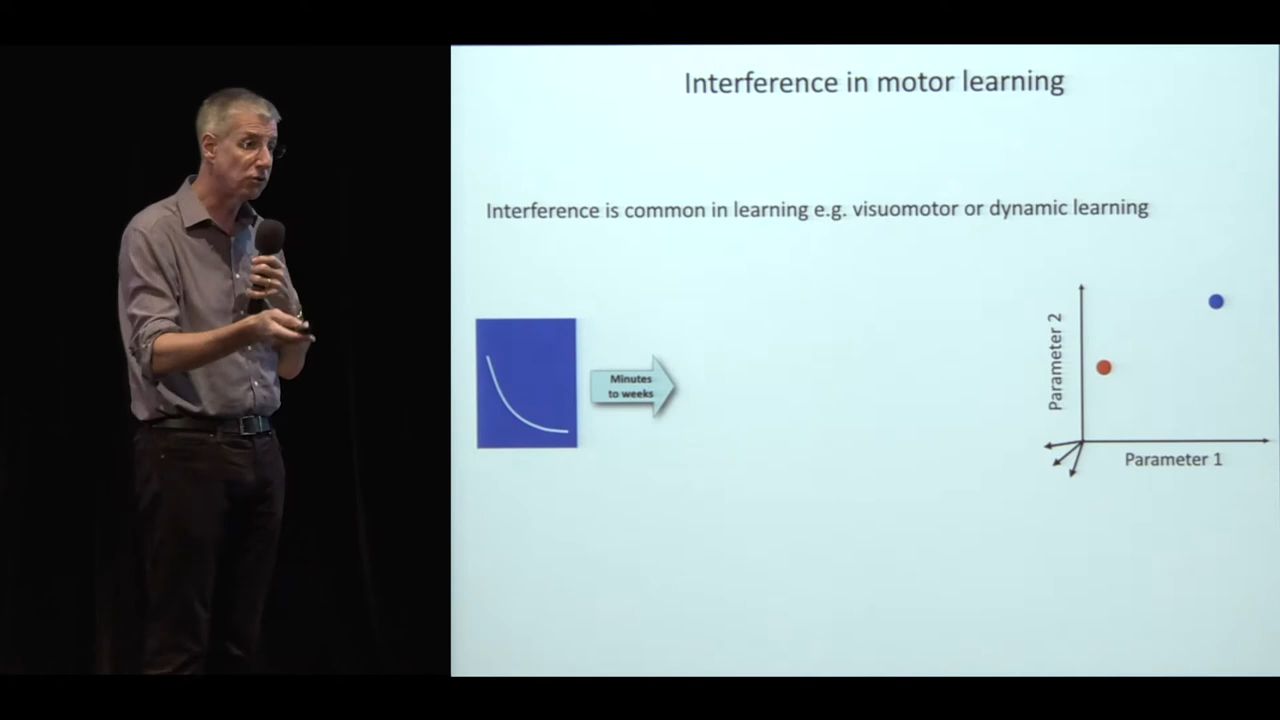 Interference in motor learning
Interference is common in learning e.g. visuomotor or dynamic learning
Minutes
to weeks
Parameter 2
Parameter 1